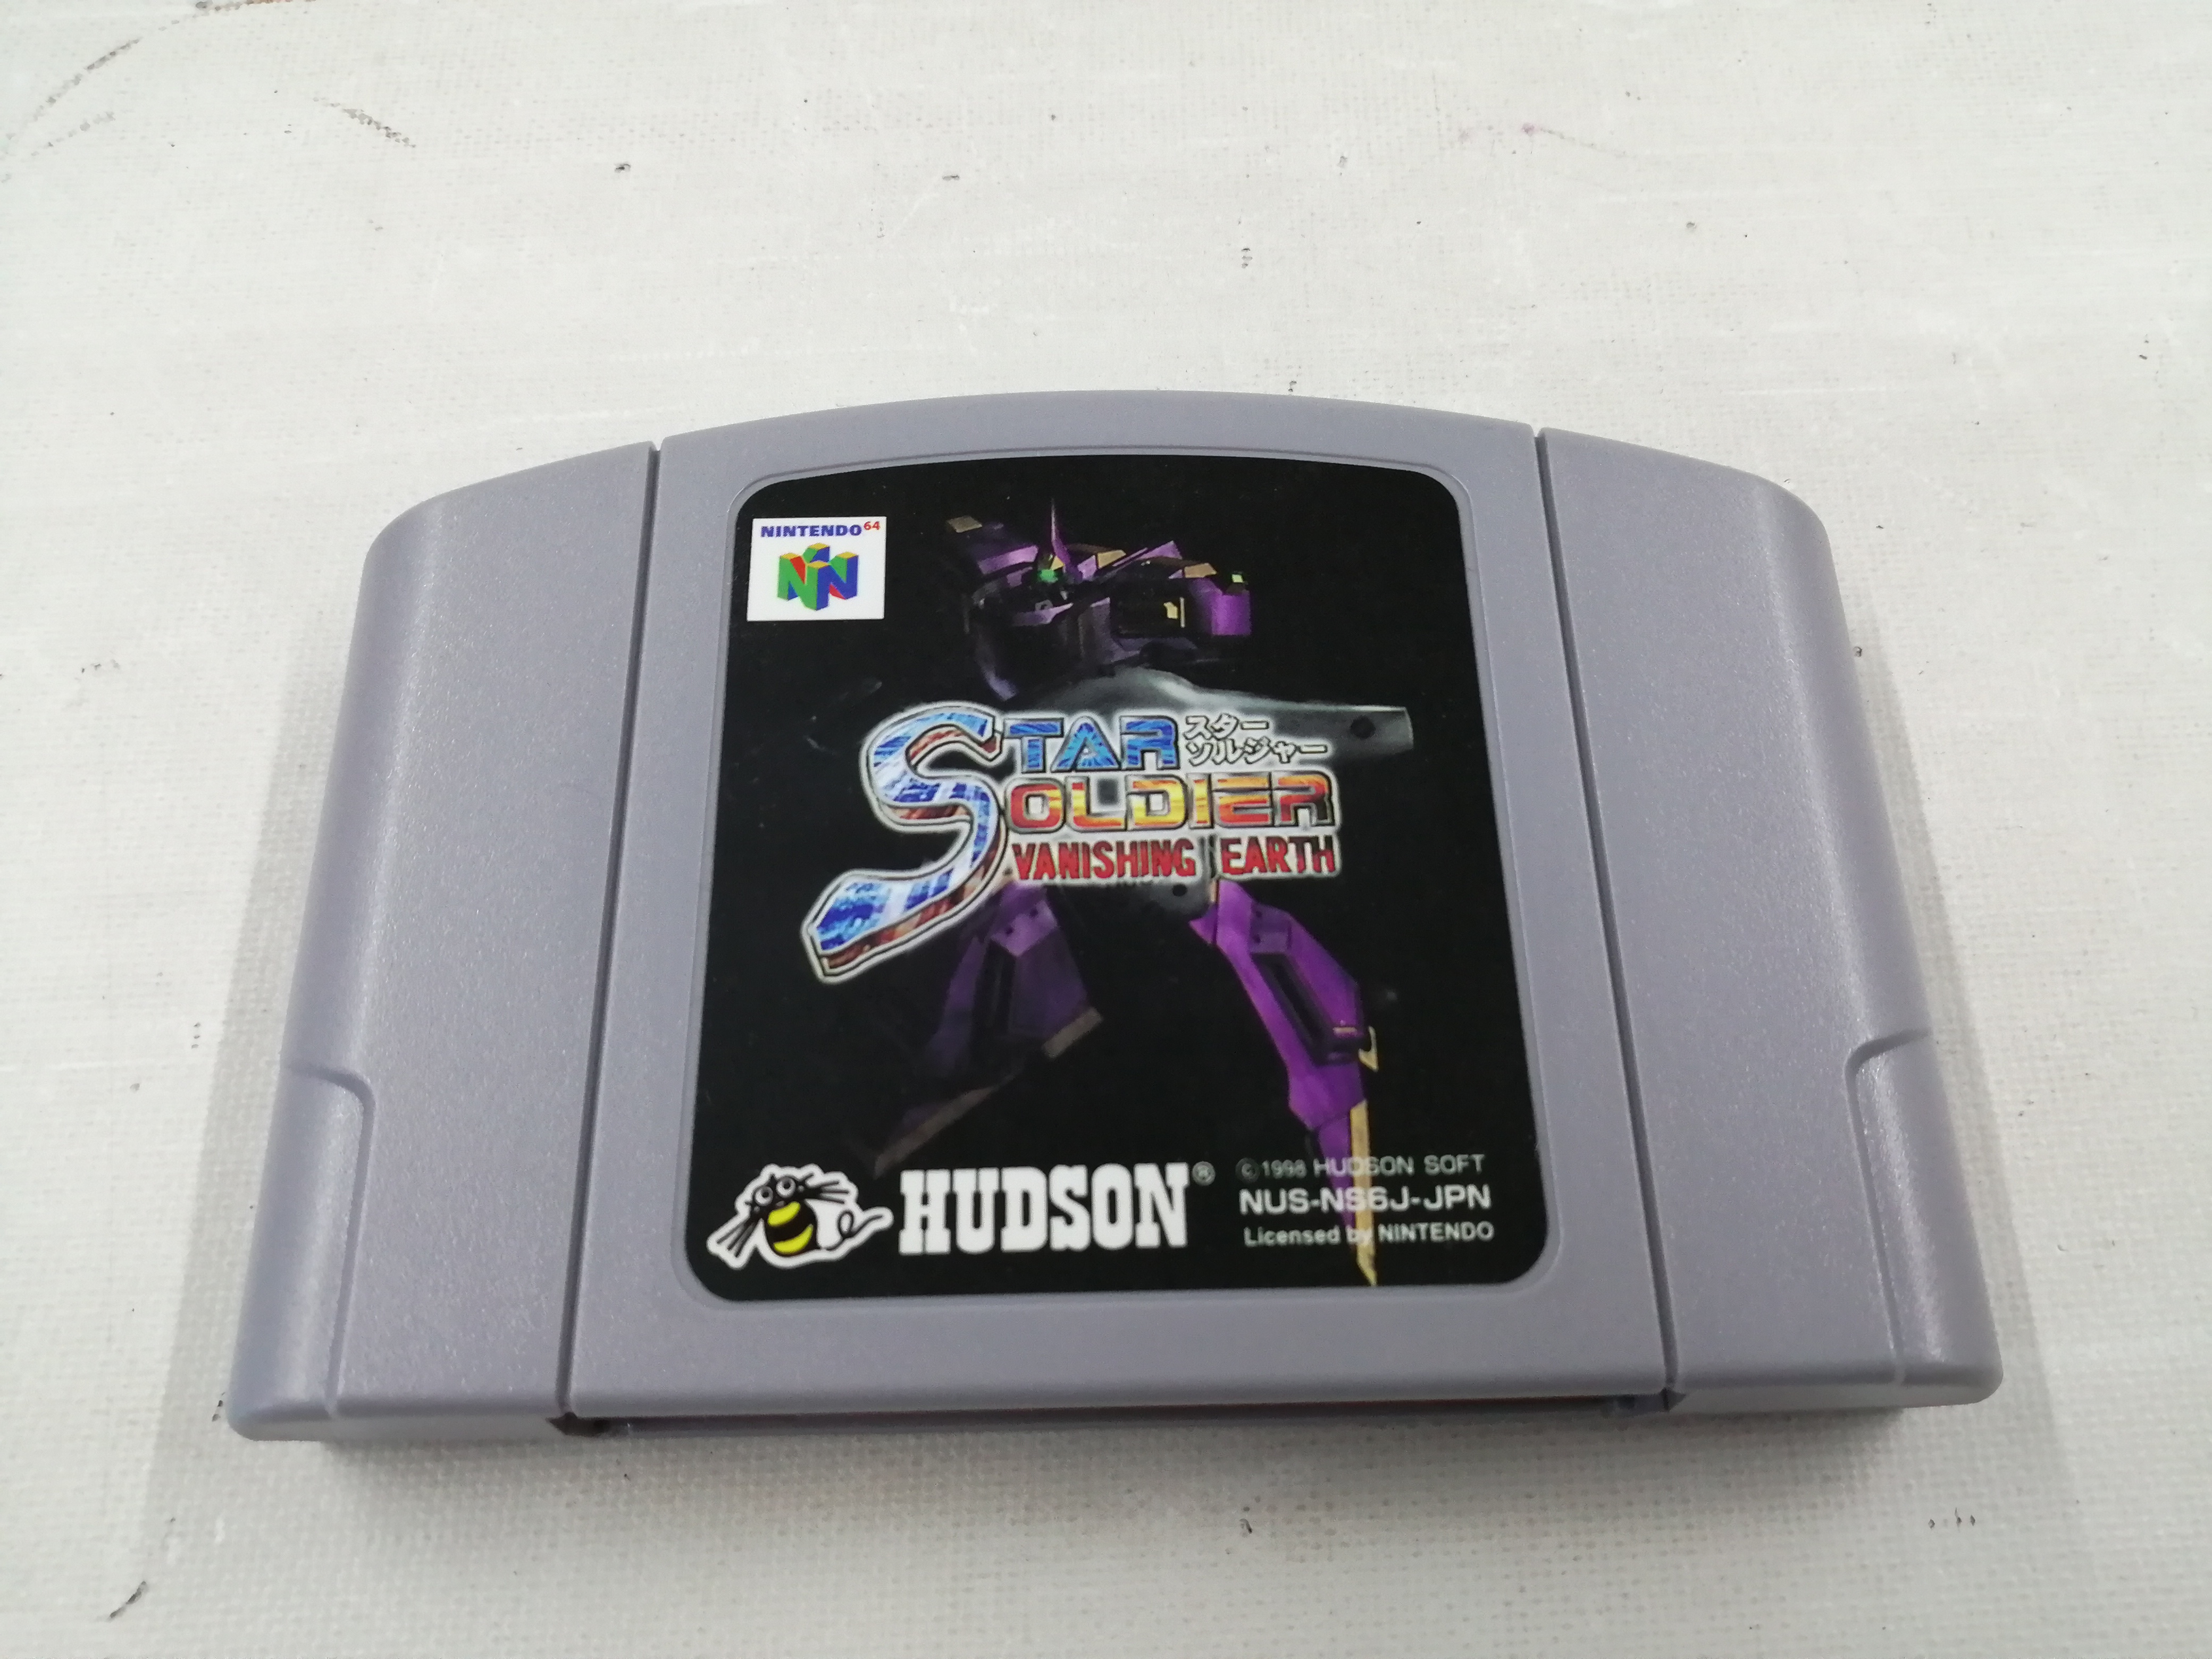 NINTENDO64
STAR スター
ソルジャー
SOLDIER
VANISHING EARTH
HUDSON®
©1998 HUDSON SOFT
NUS-NS6J-JPN
Licensed by NINTENDO